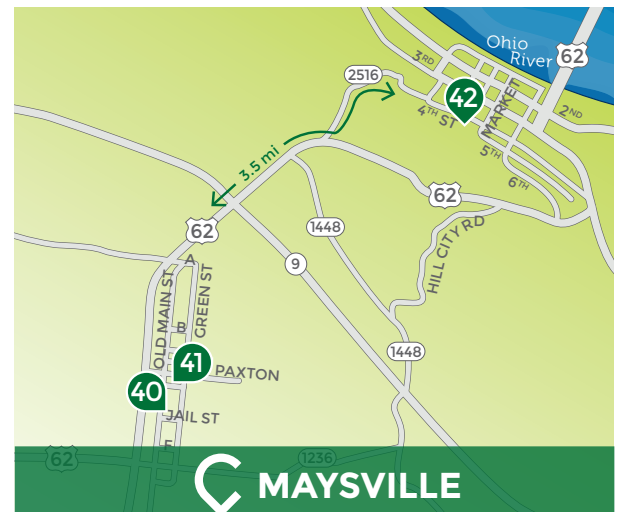 Ohio
River
62
3RD
2516
42
MARKET
2ND
4TH ST
5TH
6TH
3.5 mi
62
62
1448
HILL CITY RD
A
9
OLD MAIN ST
GREEN ST
B
1448
41
PAXTON
40
JAIL ST
F
62
1236
MAYSVILLE